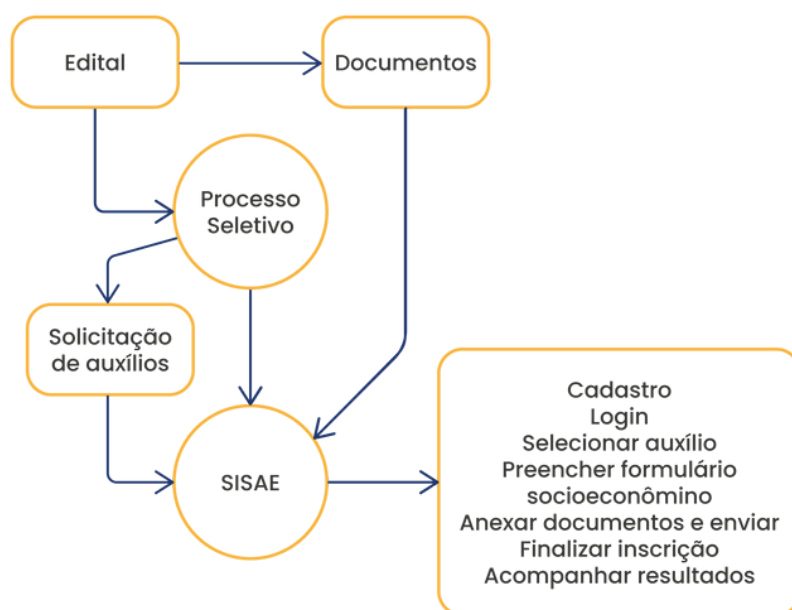 Edital
Documentos
Processo
Seletivo
Solicitação
de auxílios
SISAE
Cadastro
Login
Selecionar auxílio
Preencher formulário
socioeconômino
Anexar documentos e enviar
Finalizar inscrição
Acompanhar resultados